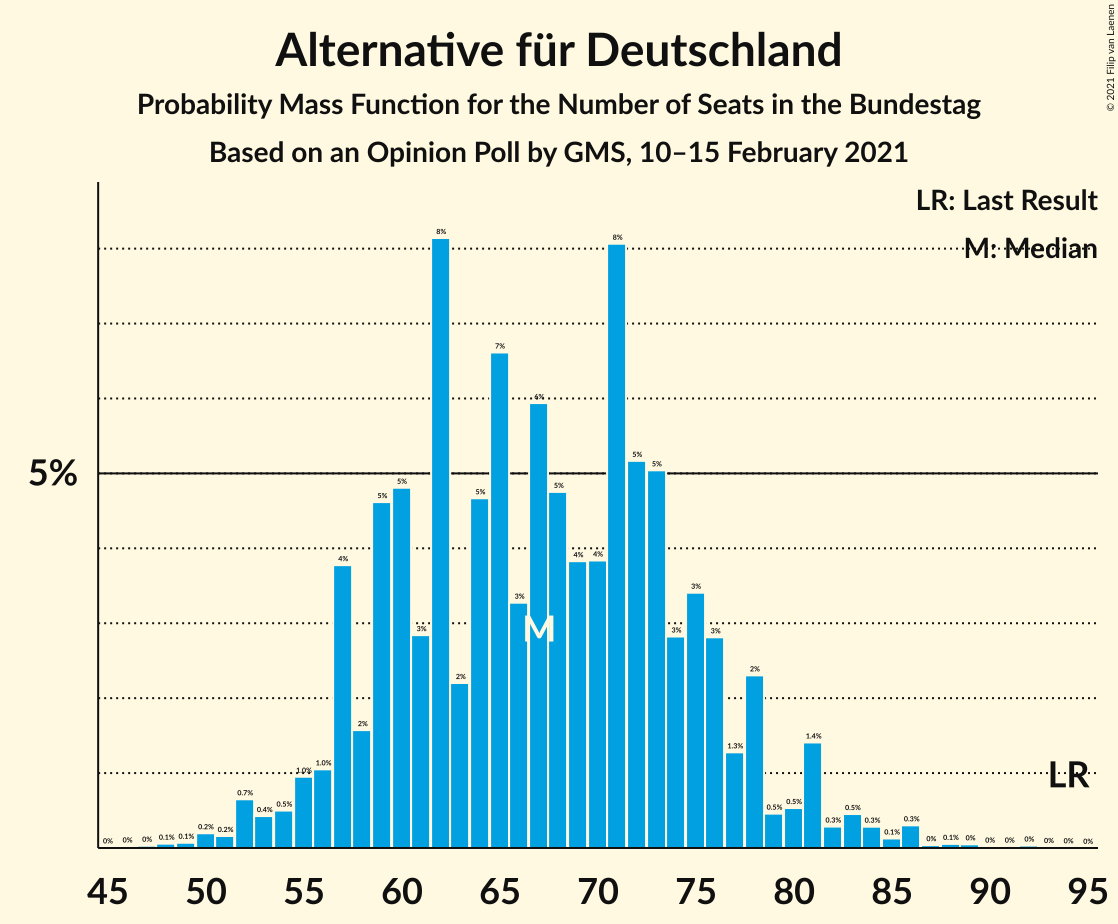 Alternative für Deutschland
Probability Mass Function for the Number of Seats in the Bundestag
Based on an Opinion Poll by GMS, 10–15 February 2021
© 2021 Filip van Laenen
LR: Last Result
M: Median
5%
0% 0% 0% 0.1% 0.1% 0.2% 0.2% 0.7% 0.4% 0.5% 1.0% 1.0% 4% 2% 5% 5% 3% 8% 2% 5% 7% 3% 6% 5% 4% 4% 8% 5% 5% 3% 3% 3% 1.3% 2% 0.5% 0.5% 1.4% 0.3% 0.5% 0.3% 0.1% 0.3% 0% 0.1% 0% 0% 0% 0% 0% 0% 0%
M
LR
45 50 55 60 65 70 75 80 85 90 95